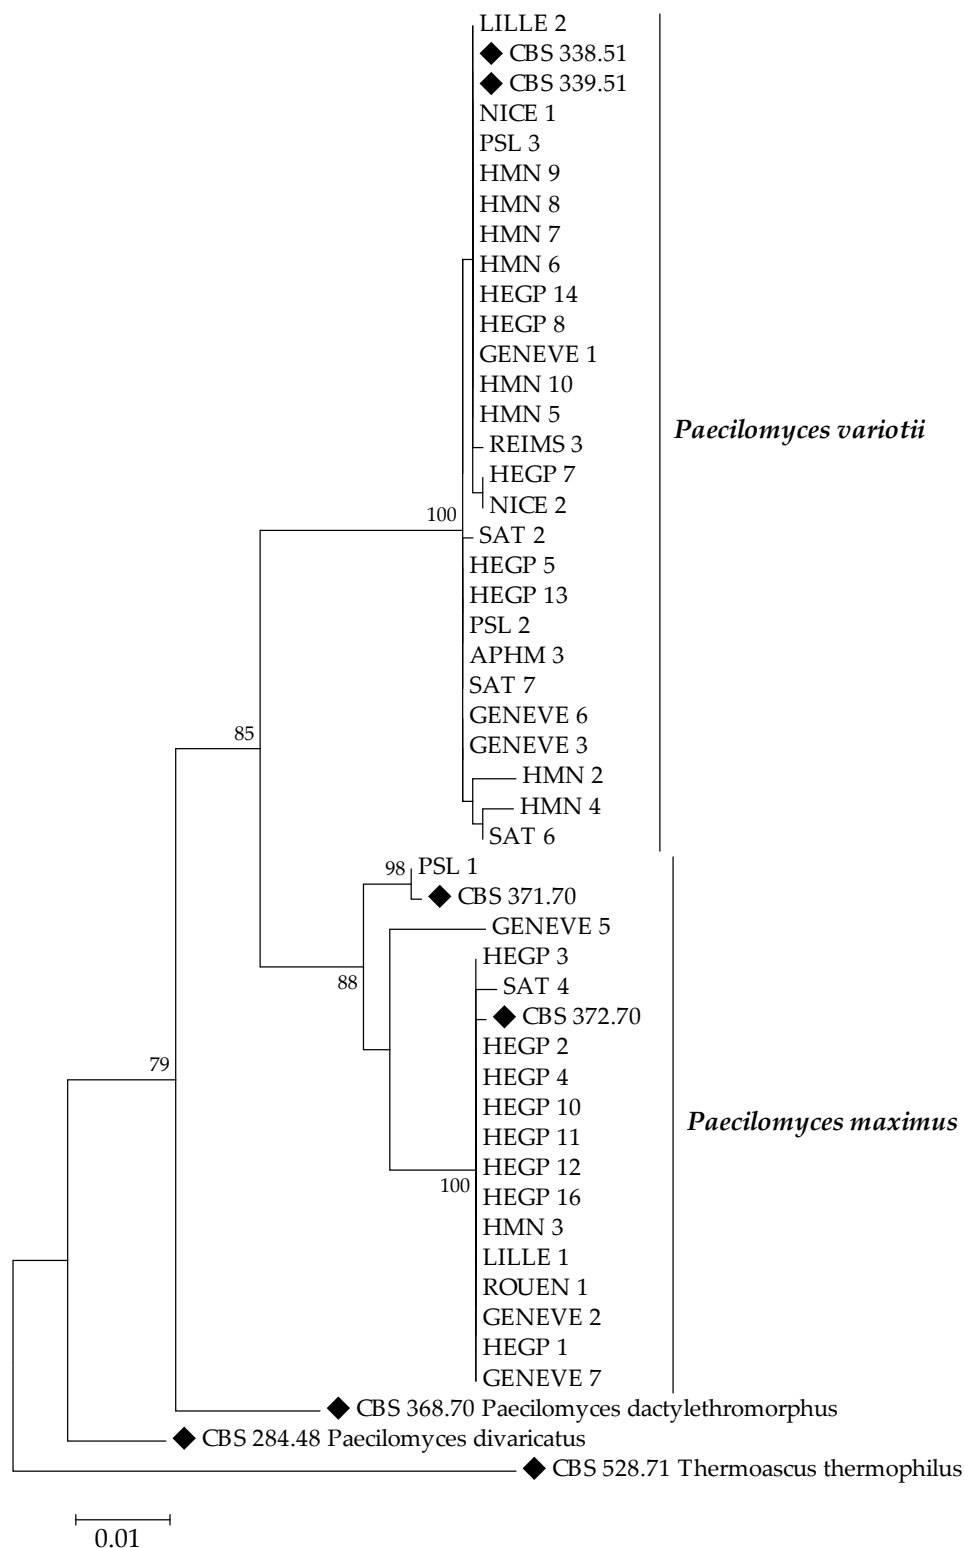 LILLE 2
CBS 338.51
CBS 339.51
NICE 1
PSL 3
HMN 9
HMN 8
HMN 7
HMN 6
HEGP 14
HEGP 8
GENEVE 1
HMN 10
HMN 5
Paecilomyces variotii
REIMS 3
HEGP 7
NICE 2
100
SAT 2
HEGP 5
HEGP 13
PSL 2
APHM 3
SAT 7
GENEVE 6
85
GENEVE 3
HMN 2
HMN 4
SAT 6
98
PSL 1
CBS 371.70
GENEVE 5
HEGP 3
88
SAT 4
CBS 372.70
HEGP 2
79
HEGP 4
HEGP 10
Paecilomyces maximus
HEGP 11
HEGP 12
100
HEGP 16
HMN 3
LILLE 1
ROUEN 1
GENEVE 2
HEGP 1
GENEVE 7
CBS 368.70 Paecilomyces dactylethromorphus
CBS 284.48 Paecilomyces divaricatus
CBS 528.71 Thermoascus thermophilus
0.01